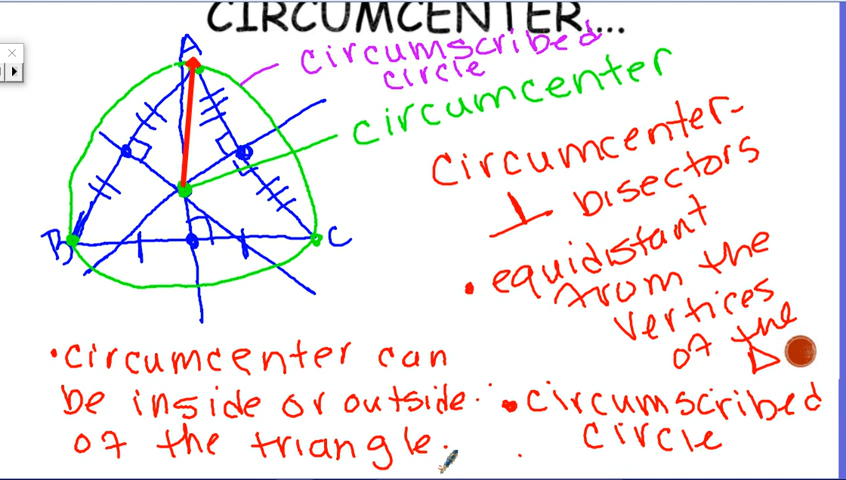 CIRCUMCENTER...
A
circumscribed
circle
circumcenter
B
C
circumcenter-
⊥ bisectors
• equidistant
from the
vertices
of the
△
• circumcenter can
be inside or outside
of the triangle.
• circumscribed
circle